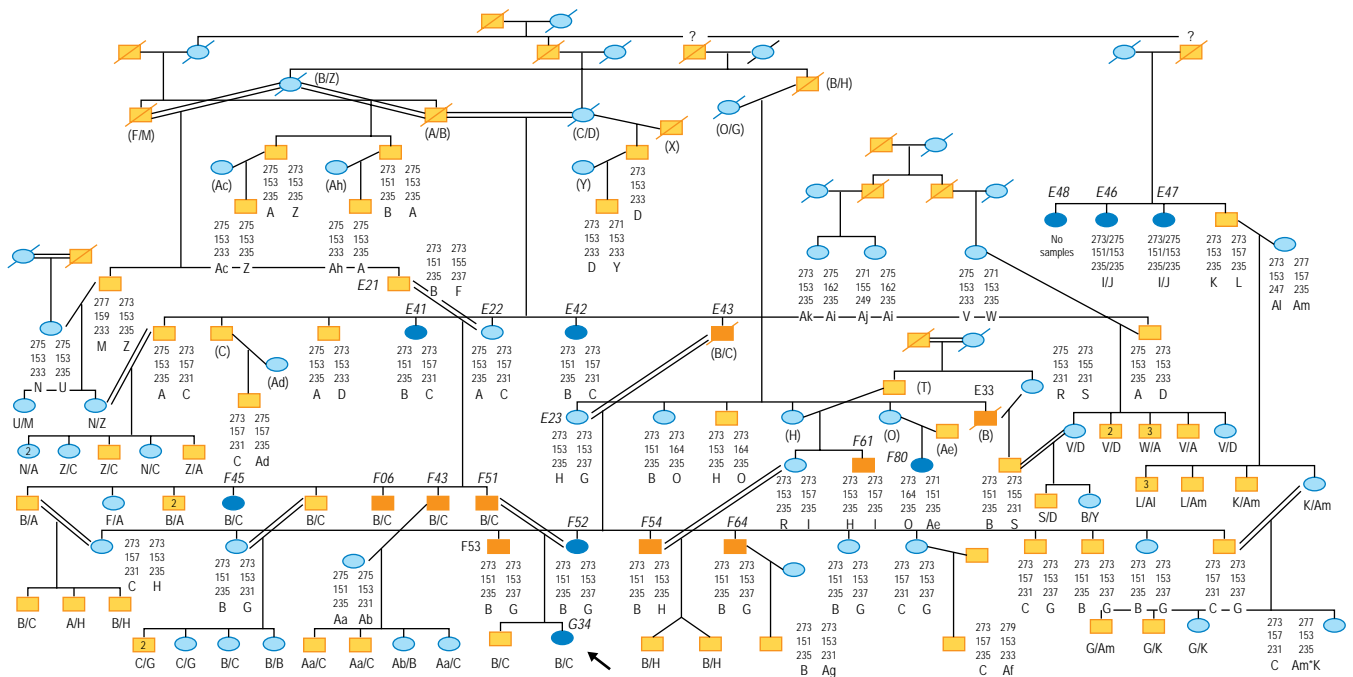 ? ?
(B/Z) (B/H)
(F/M) (A/B) (C/D) (O/G) (X)
(Ac) 275 273 (Ah) 273 275 (Y) 273
153 153 151 153 153
235 235 235 235 233
A Z B A D
E48 E46 E47
No 273/275 273/275 273 273
samples 151/153 151/153 153 157
235/235 235/235 235 235
I/J I/J K L
273 277
153 157
247 235
Al Am
275 275 275 275 273 271
153 153 153 153 153 153
233 235 233 235 233 235
Ac Z Ah A D Y
E21 273 273
151 155
235 237
B F
273 275 271 275 275 271
153 162 155 162 153 153
235 235 249 235 233 235
Ak Ai Aj Ai V W
277 273
159 153
233 235
M Z
E41 E22 E42 E43
275 275
153 153
233 235
N U
275 273 (C) 275 273 273 273 275 273 273 273 (B/C) 275 273
153 157 153 153 151 157 153 157 151 157 153 153
235 231 235 233 235 231 235 231 235 231 235 233
A C A D B C A C B C A D
(Ad)
273 275
157 157
231 235
C Ad
(T) 275 273
153 155
231 235
R S
U/M N/Z
E23 E33
273 273 273 273 273 273 (H) (O) (B)
153 153 151 164 153 164
235 237 235 235 235 235
H G B O H O
(Ae)
F61 F80
V/D V/D W/A V/A V/D
2 3
2
N/A Z/C Z/C N/C Z/A
273 273 273 273 273 271 273 273
153 157 153 157 164 151 151 155
235 235 235 235 235 235 235 235
R I H I O Ae B S
S/D B/Y
3
L/Al L/Am K/Am K/Am
F45 F06 F43 F51
2
B/A F/A B/A B/C B/C B/C B/C B/C
F52 F54 F64
F53
273 273
157 153
231 235
C H
273 273
151 153
235 231
B G
275 275
151 153
235 231
Aa Ab
273 273 273 273 273 273 273 273 273 273 273 273
151 153 151 153 151 153 151 153 151 153 157 153
235 237 235 237 235 235 235 237 235 237 231 237
B G B G B H B G B G C G
273 273 273 273 273 273 273 273
157 153 151 153 151 153 157 153
231 237 235 237 235 237 231 237
C G B G B G C G
B/C A/H B/H
2
C/G C/G B/C B/B
Aa/C Aa/C Ab/B Aa/C
G34
B/C B/C
B/H B/H
273 273
151 153
235 231
B Ag
273 279
157 153
235 233
C Af
G/Am G/K G/K
273 277
157 153
231 235
C Am*K